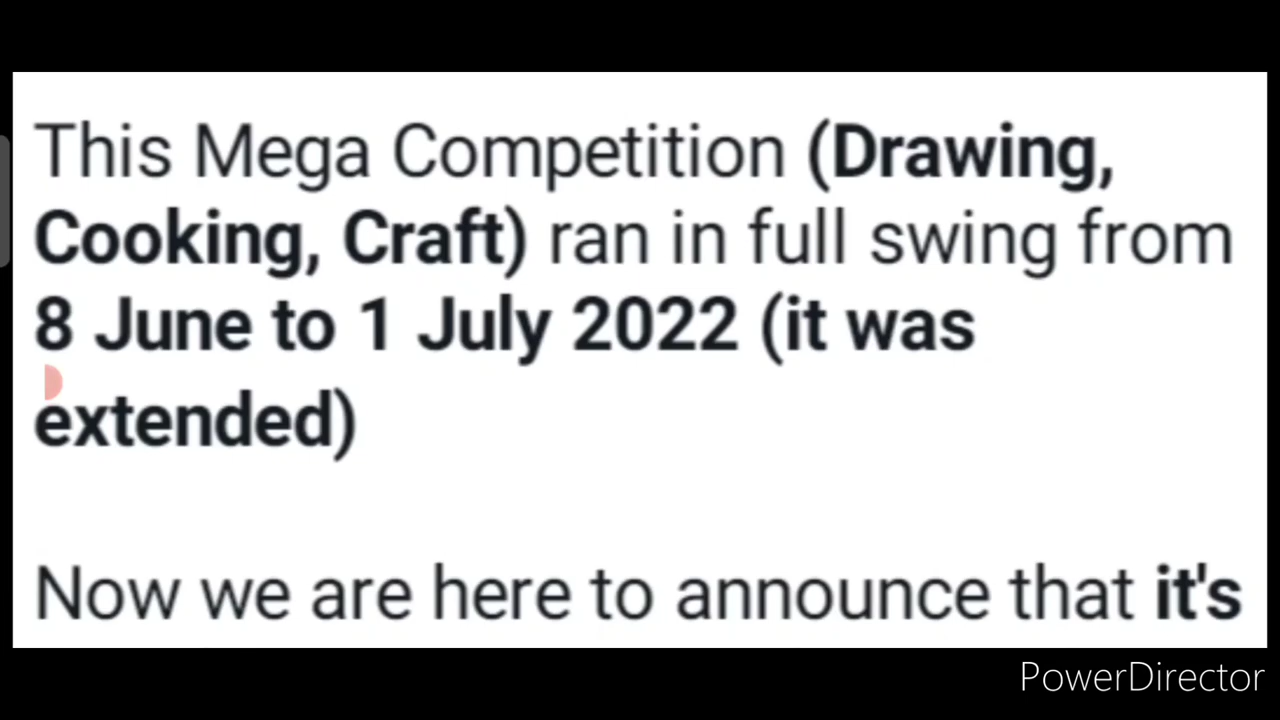 This Mega Competition (Drawing,
Cooking, Craft) ran in full swing from
8 June to 1 July 2022 (it was
extended)
Now we are here to announce that it's
PowerDirector